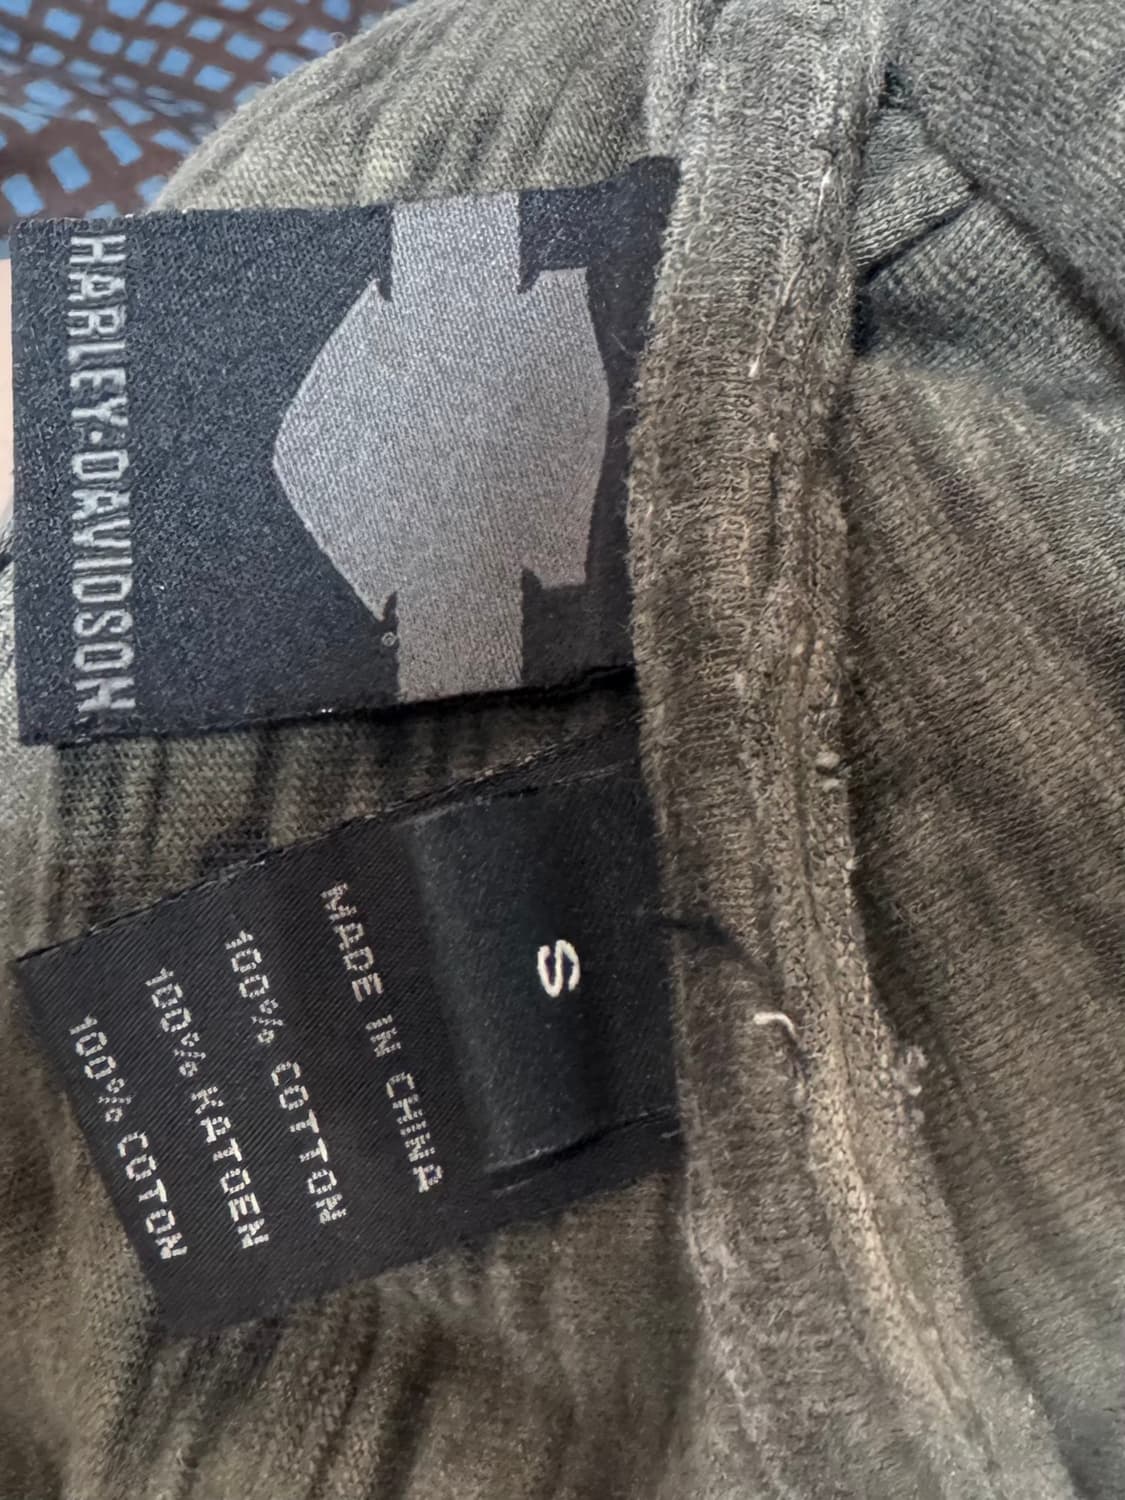 HARLEY-DAVIDSON
®
S
MADE IN CHINA
100% COTTON
100% KATOEN
100% COTON